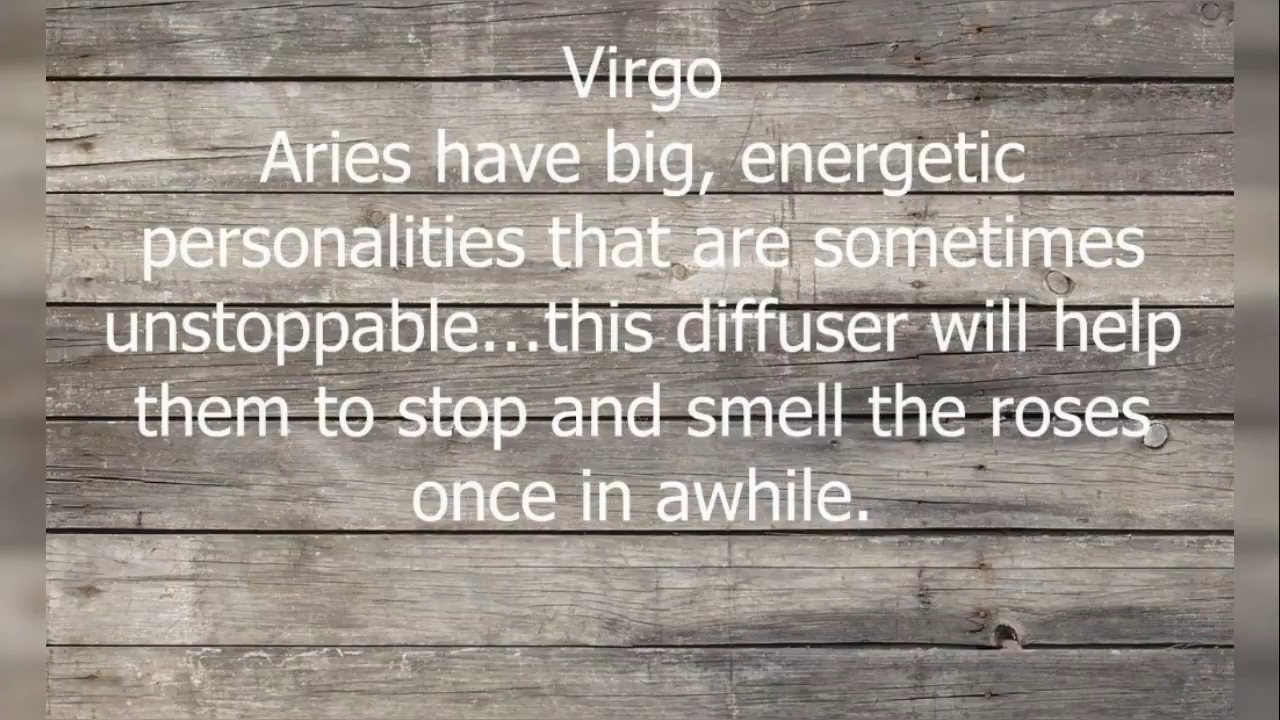 Virgo
Aries have big, energetic
personalities that are sometimes
unstoppable...this diffuser will help
them to stop and smell the roses
once in awhile.